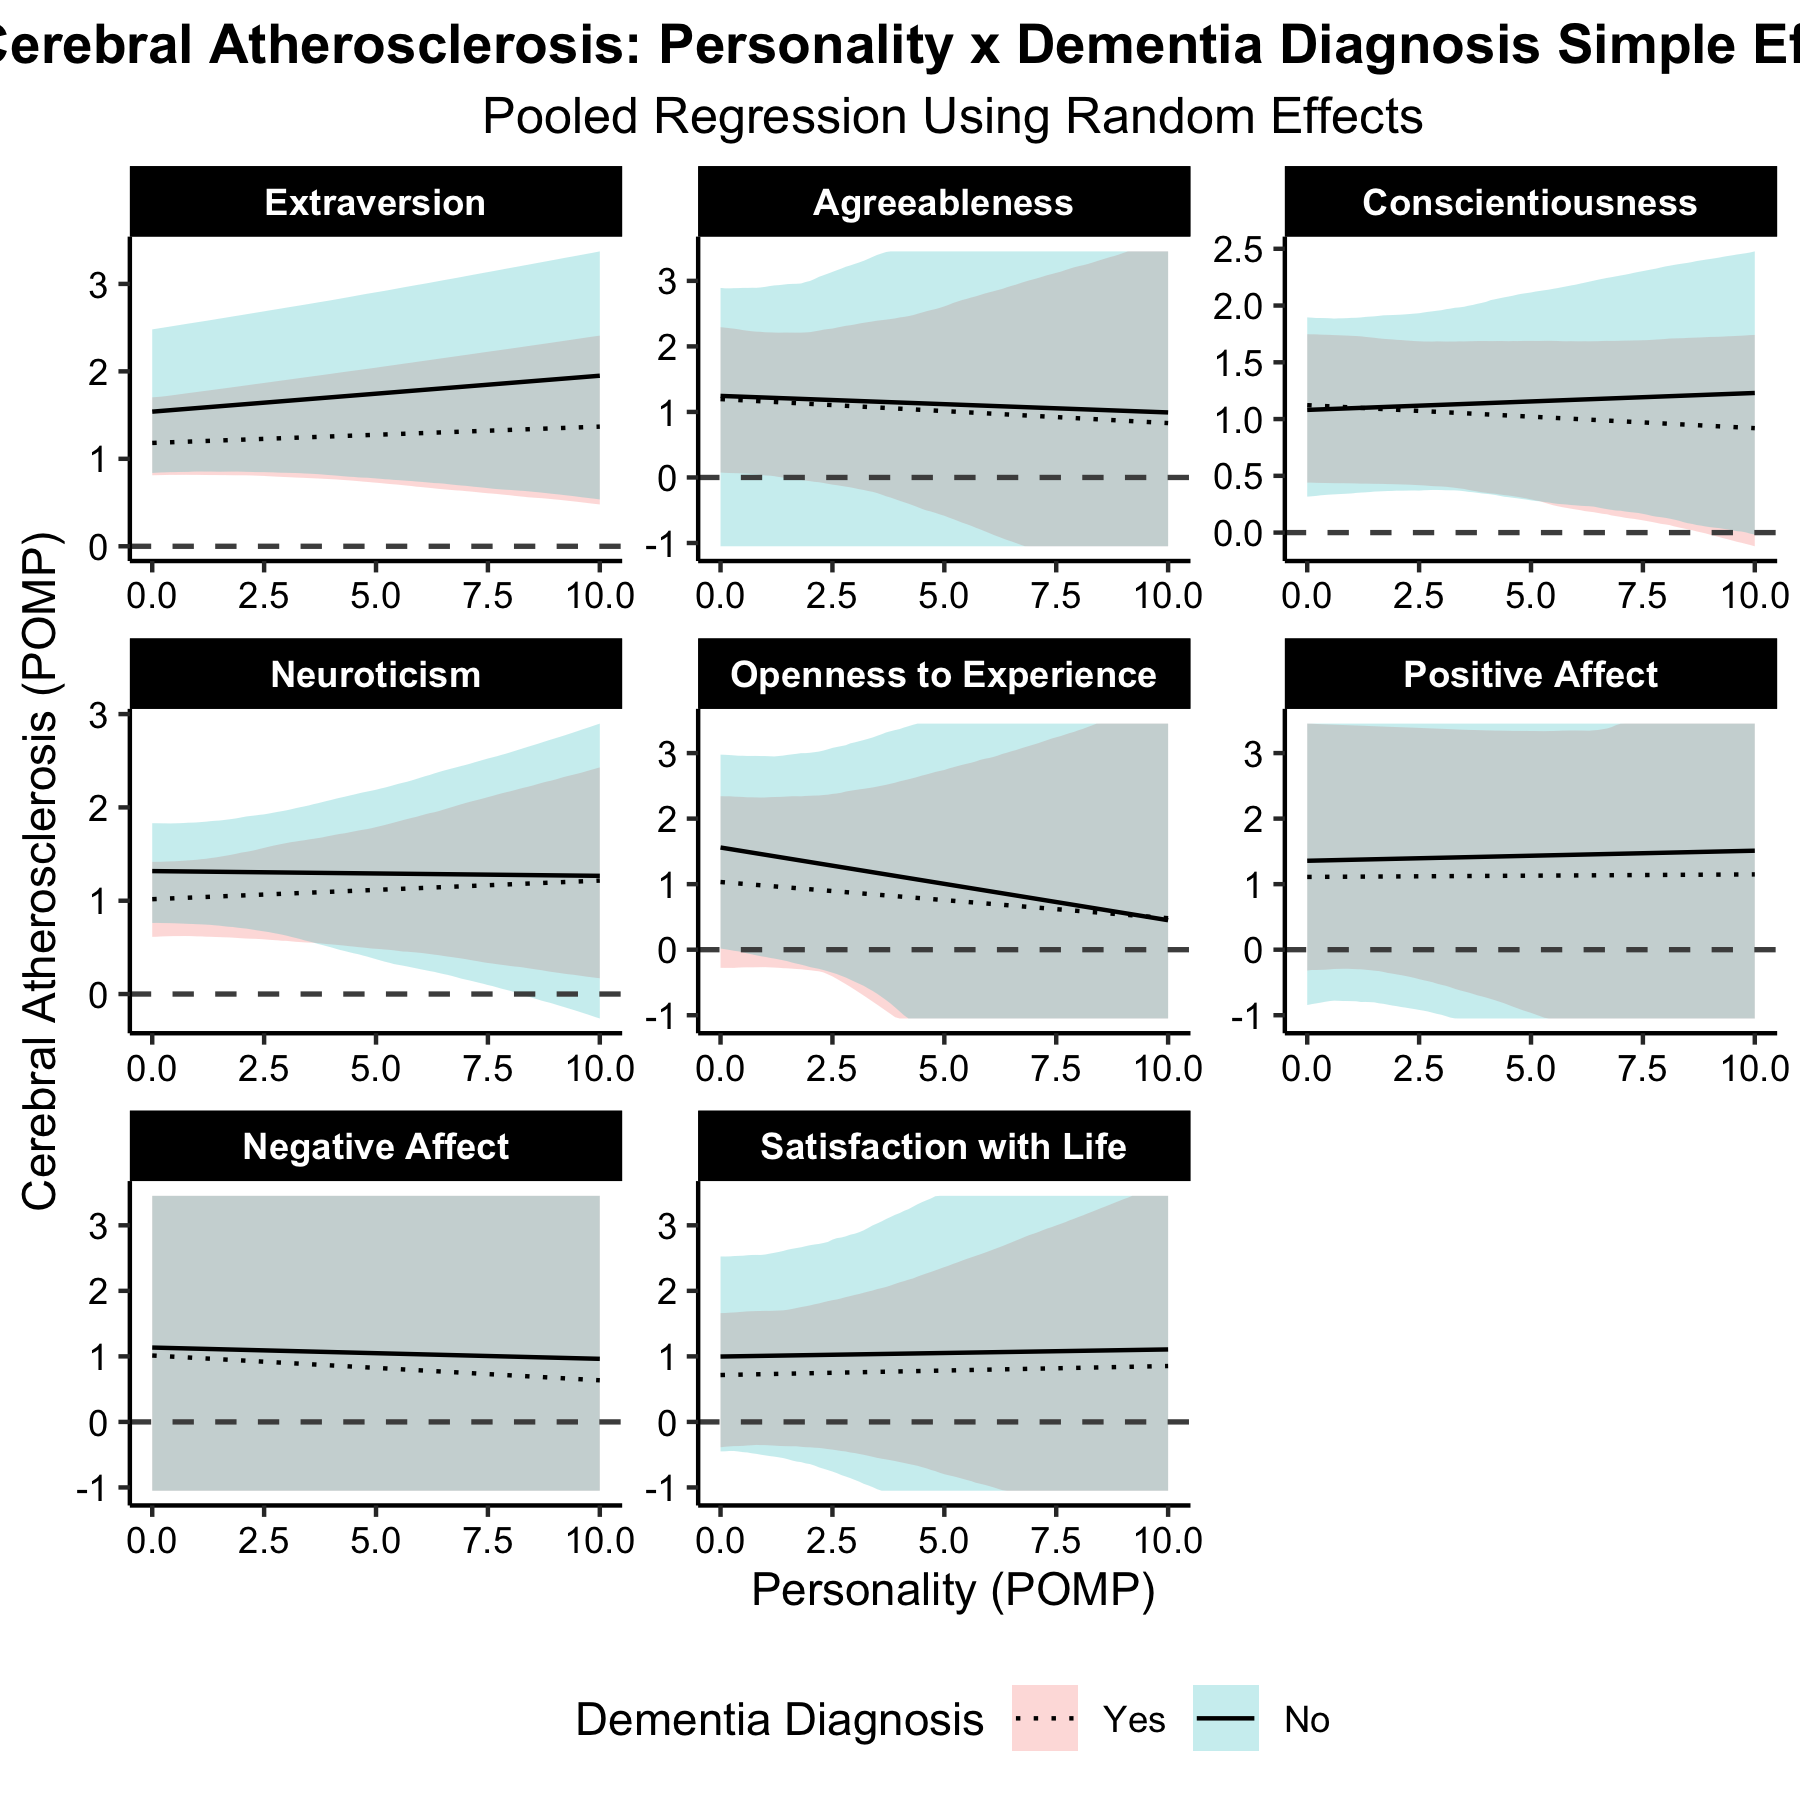 Cerebral Atherosclerosis: Personality x Dementia Diagnosis Simple Ef
Pooled Regression Using Random Effects
Cerebral Atherosclerosis (POMP)
Extraversion
3
2
1
0
0.0 2.5 5.0 7.5 10.0
Agreeableness
3
2
1
0
-1
0.0 2.5 5.0 7.5 10.0
Conscientiousness
2.5
2.0
1.5
1.0
0.5
0.0
0.0 2.5 5.0 7.5 10.0
Neuroticism
3
2
1
0
0.0 2.5 5.0 7.5 10.0
Openness to Experience
3
2
1
0
-1
0.0 2.5 5.0 7.5 10.0
Positive Affect
3
2
1
0
-1
0.0 2.5 5.0 7.5 10.0
Negative Affect
3
2
1
0
-1
0.0 2.5 5.0 7.5 10.0
Satisfaction with Life
3
2
1
0
-1
0.0 2.5 5.0 7.5 10.0
Personality (POMP)
Dementia Diagnosis Yes No